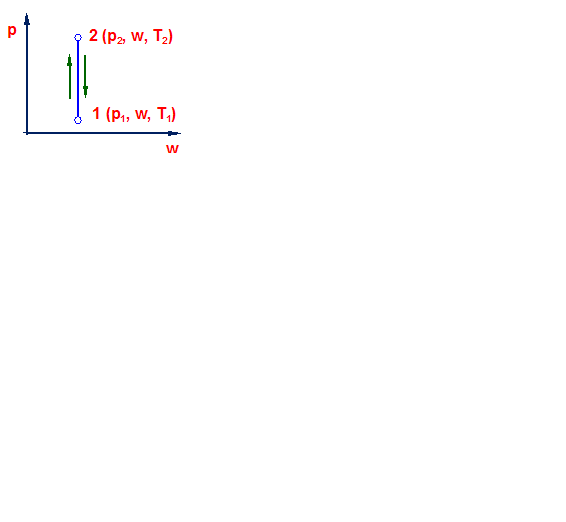 p
2 (p₂, w, T₂)
1 (p₁, w, T₁)
w